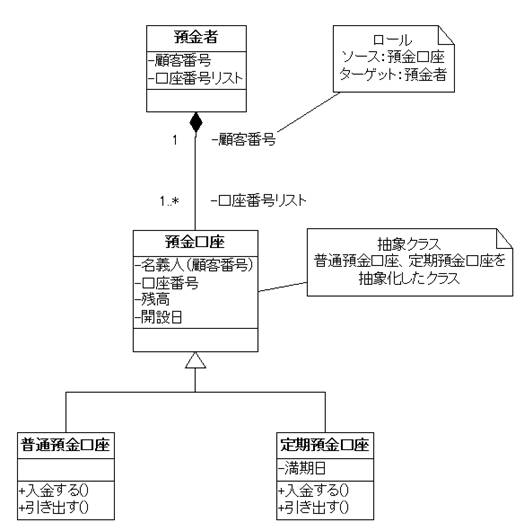 預金者
-顧客番号
-口座番号リスト
ロール
ソース：預金口座
ターゲット：預金者
1
-顧客番号
1..*
-口座番号リスト
預金口座
-名義人(顧客番号)
-口座番号
-残高
-開設日
抽象クラス
普通預金口座、定期預金口座を
抽象化したクラス
普通預金口座
+入金する()
+引き出す()
定期預金口座
-満期日
+入金する()
+引き出す()